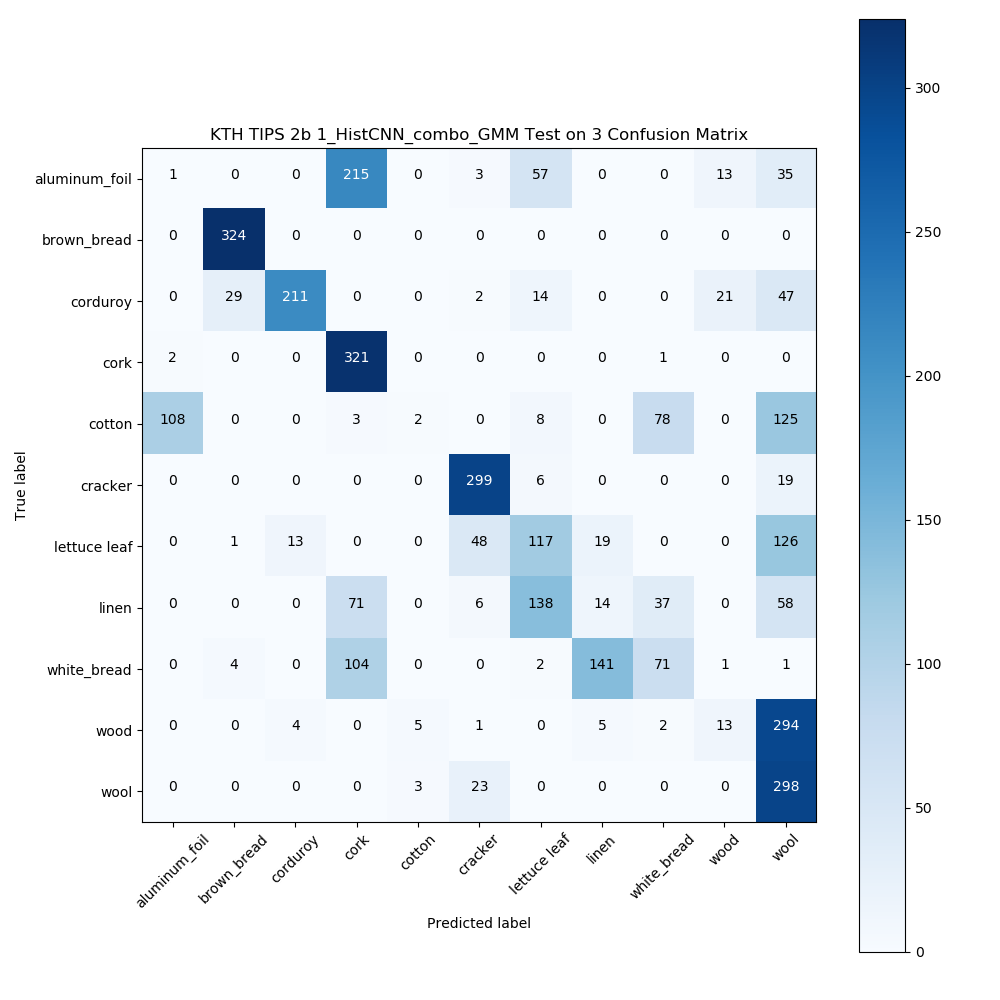 KTH TIPS 2b 1_HistCNN_combo_GMM Test on 3 Confusion Matrix
aluminum_foil 1 0 0 215 0 3 57 0 0 13 35
brown_bread 0 324 0 0 0 0 0 0 0 0 0
corduroy 0 29 211 0 0 2 14 0 0 21 47
cork 2 0 0 321 0 0 0 0 1 0 0
cotton 108 0 0 3 2 0 8 0 78 0 125
cracker 0 0 0 0 0 299 6 0 0 0 19
lettuce leaf 0 1 13 0 0 48 117 19 0 0 126
linen 0 0 0 71 0 6 138 14 37 0 58
white_bread 0 4 0 104 0 0 2 141 71 1 1
wood 0 0 4 0 5 1 0 5 2 13 294
wool 0 0 0 0 3 23 0 0 0 0 298
aluminum_foil brown_bread corduroy cork cotton cracker lettuce leaf linen white_bread wood wool
Predicted label
True label
300
250
200
150
100
50
0